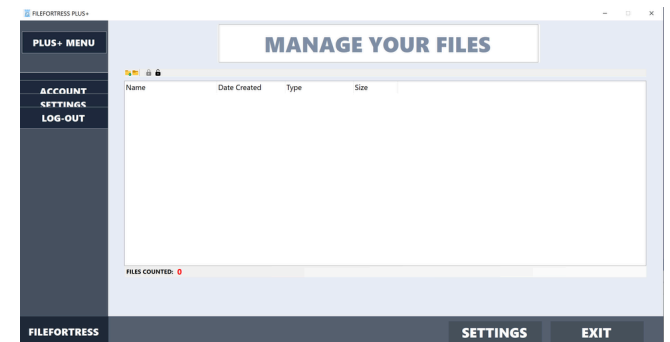 FILEFORTRESS PLUS+
PLUS+ MENU
MANAGE YOUR FILES
ACCOUNT
SETTINGS
LOG-OUT
Name Date Created Type Size
FILES COUNTED: 0
FILEFORTRESS
SETTINGS
EXIT